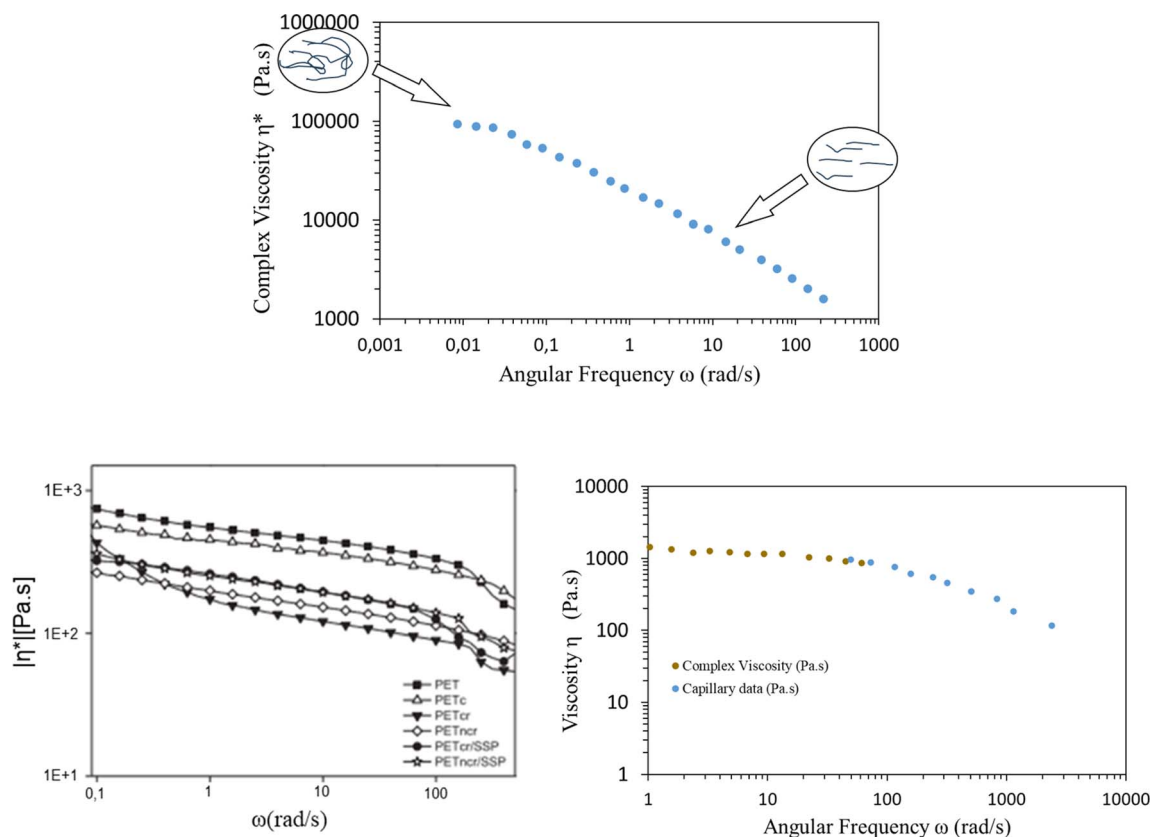 1000000
100000
10000
1000
Complex Viscosity η* (Pa.s)
0,001 0,01 0,1 1 10 100 1000
Angular Frequency ω (rad/s)
1E+3
1E+2
1E+1
|η*|[Pa.s]
PET
PETc
PETcr
PETncr
PETcr/SSP
PETncr/SSP
0,1 1 10 100
ω(rad/s)
10000
1000
100
10
1
Viscosity η (Pa.s)
Complex Viscosity (Pa.s)
Capillary data (Pa.s)
1 10 100 1000 10000
Angular Frequency ω (rad/s)